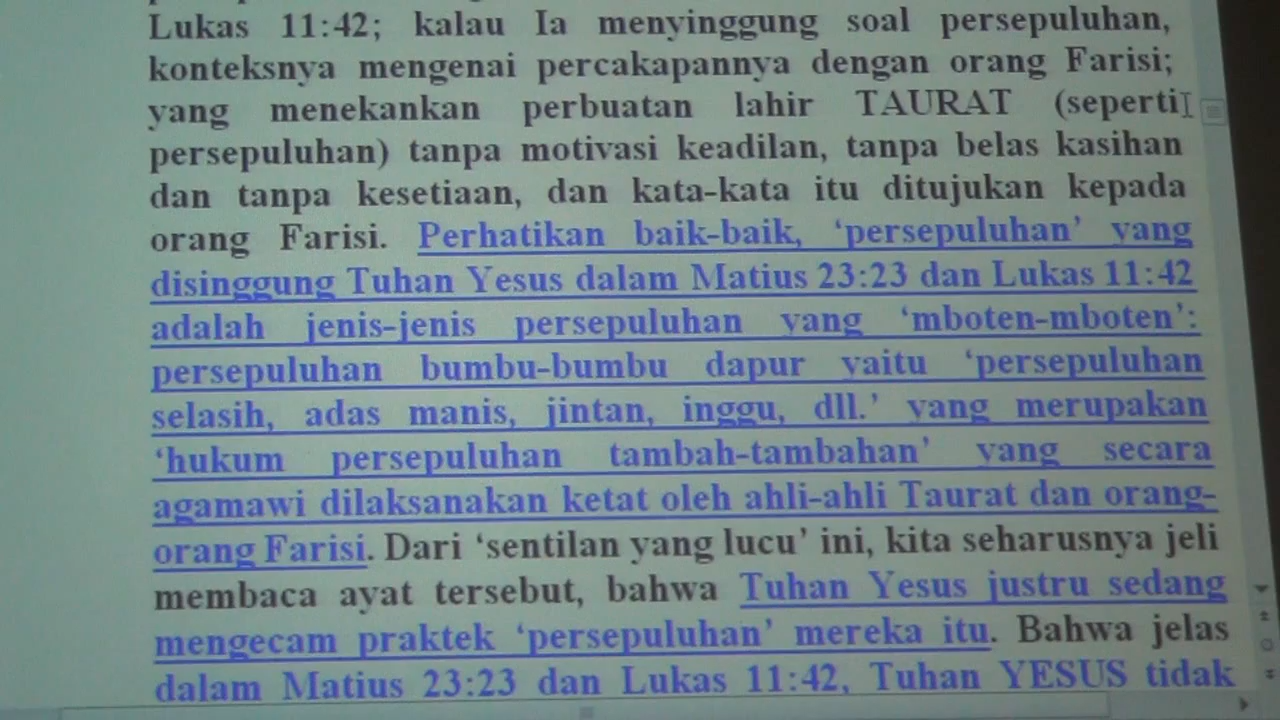 Lukas 11:42; kalau Ia menyinggung soal persepuluhan,
konteksnya mengenai percakapannya dengan orang Farisi;
yang menekankan perbuatan lahir TAURAT (seperti
persepuluhan) tanpa motivasi keadilan, tanpa belas kasihan
dan tanpa kesetiaan, dan kata-kata itu ditujukan kepada
orang Farisi. Perhatikan baik-baik, ‘persepuluhan’ yang
disinggung Tuhan Yesus dalam Matius 23:23 dan Lukas 11:42
adalah jenis-jenis persepuluhan yang ‘mboten-mboten’:
persepuluhan bumbu-bumbu dapur yaitu ‘persepuluhan
selasih, adas manis, jintan, inggu, dll.’ yang merupakan
‘hukum persepuluhan tambah-tambahan’ yang secara
agamawi dilaksanakan ketat oleh ahli-ahli Taurat dan orang-
orang Farisi. Dari ‘sentilan yang lucu’ ini, kita seharusnya jeli
membaca ayat tersebut, bahwa Tuhan Yesus justru sedang
mengecam praktek ‘persepuluhan’ mereka itu. Bahwa jelas
dalam Matius 23:23 dan Lukas 11:42, Tuhan YESUS tidak